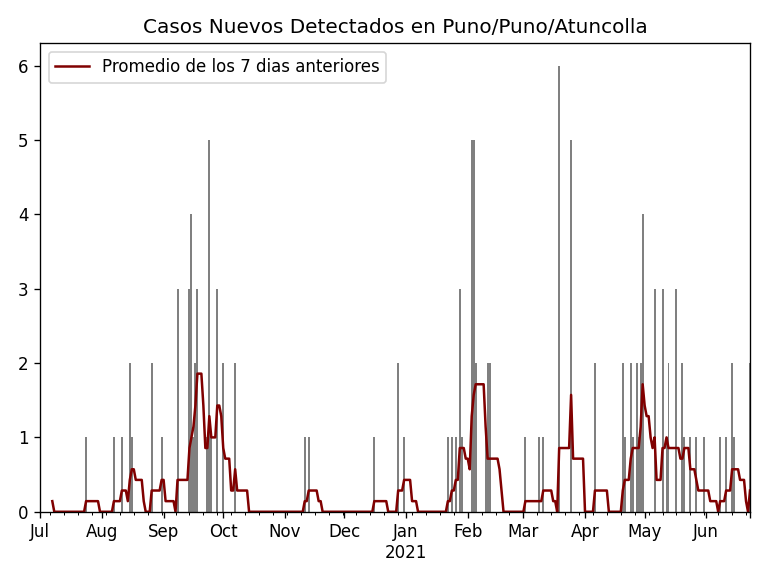 Casos Nuevos Detectados en Puno/Puno/Atuncolla
Promedio de los 7 dias anteriores
6
5
4
3
2
1
0
Jul Aug Sep Oct Nov Dec Jan Feb Mar Apr May Jun
2021